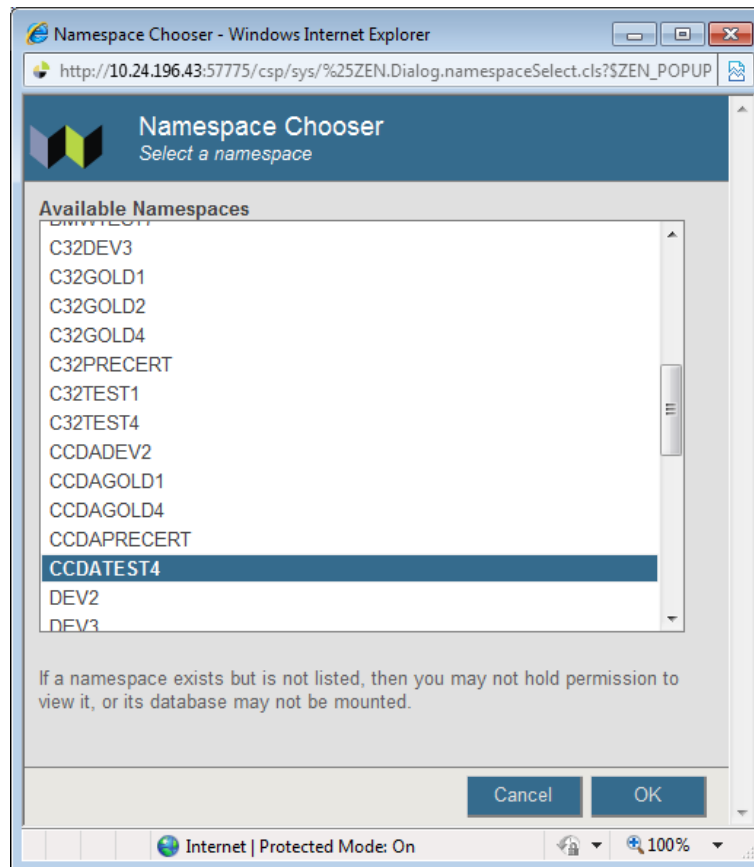 Namespace Chooser - Windows Internet Explorer
http://10.24.196.43:57775/csp/sys/%25ZEN.Dialog.namespaceSelect.cls?$ZEN_POPUP
Namespace Chooser
Select a namespace
Available Namespaces
C32DEV3
C32GOLD1
C32GOLD2
C32GOLD4
C32PRECERT
C32TEST1
C32TEST4
CCDADEV2
CCDAGOLD1
CCDAGOLD4
CCDAPRECERT
CCDATEST4
DEV2
DEV3
If a namespace exists but is not listed, then you may not hold permission to
view it, or its database may not be mounted.
Cancel
OK
Internet | Protected Mode: On
100%